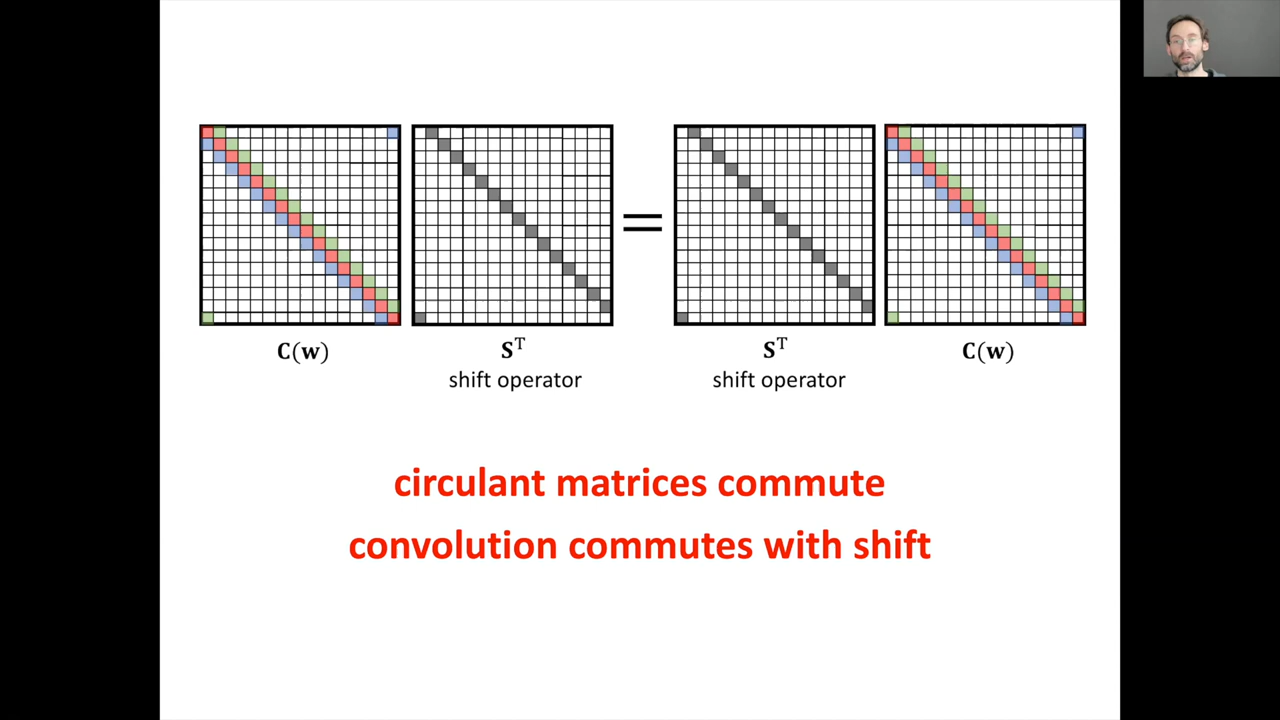 =
C(w)
S^T
S^T
C(w)
shift operator
shift operator
circulant matrices commute
convolution commutes with shift